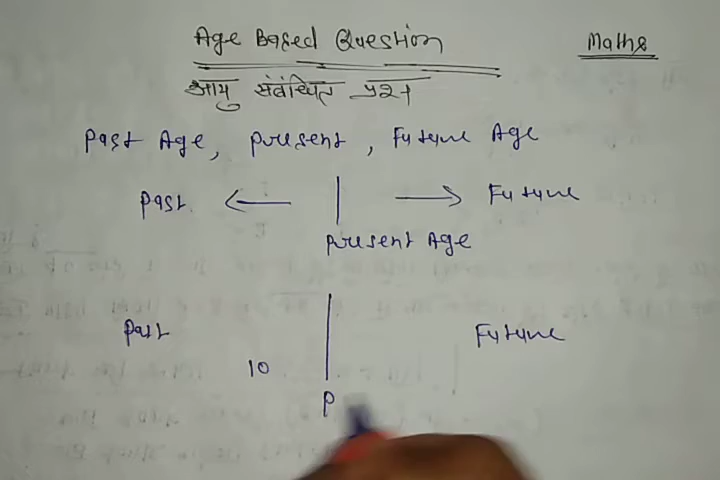 Age Based Question Maths
आयु संबंधित प्रश्न
Past Age, Present, Future Age
Past Future
Present Age
Past Future
10
P